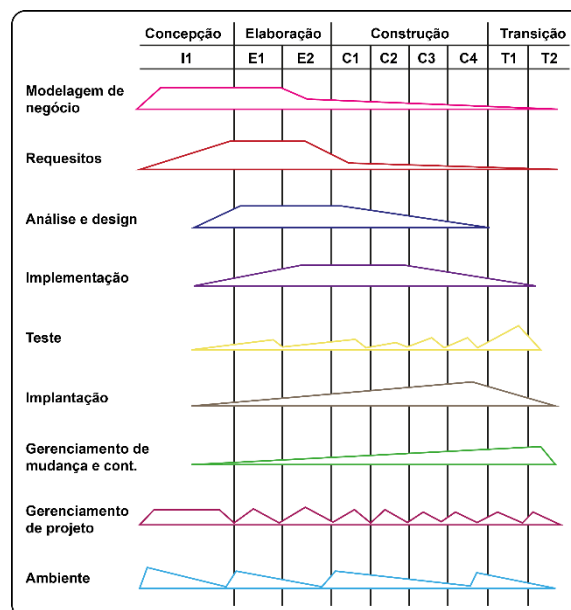 Concepção Elaboração Construção Transição
I1 E1 E2 C1 C2 C3 C4 T1 T2
Modelagem de
negócio
Requesitos
Análise e design
Implementação
Teste
Implantação
Gerenciamento de
mudança e cont.
Gerenciamento
de projeto
Ambiente